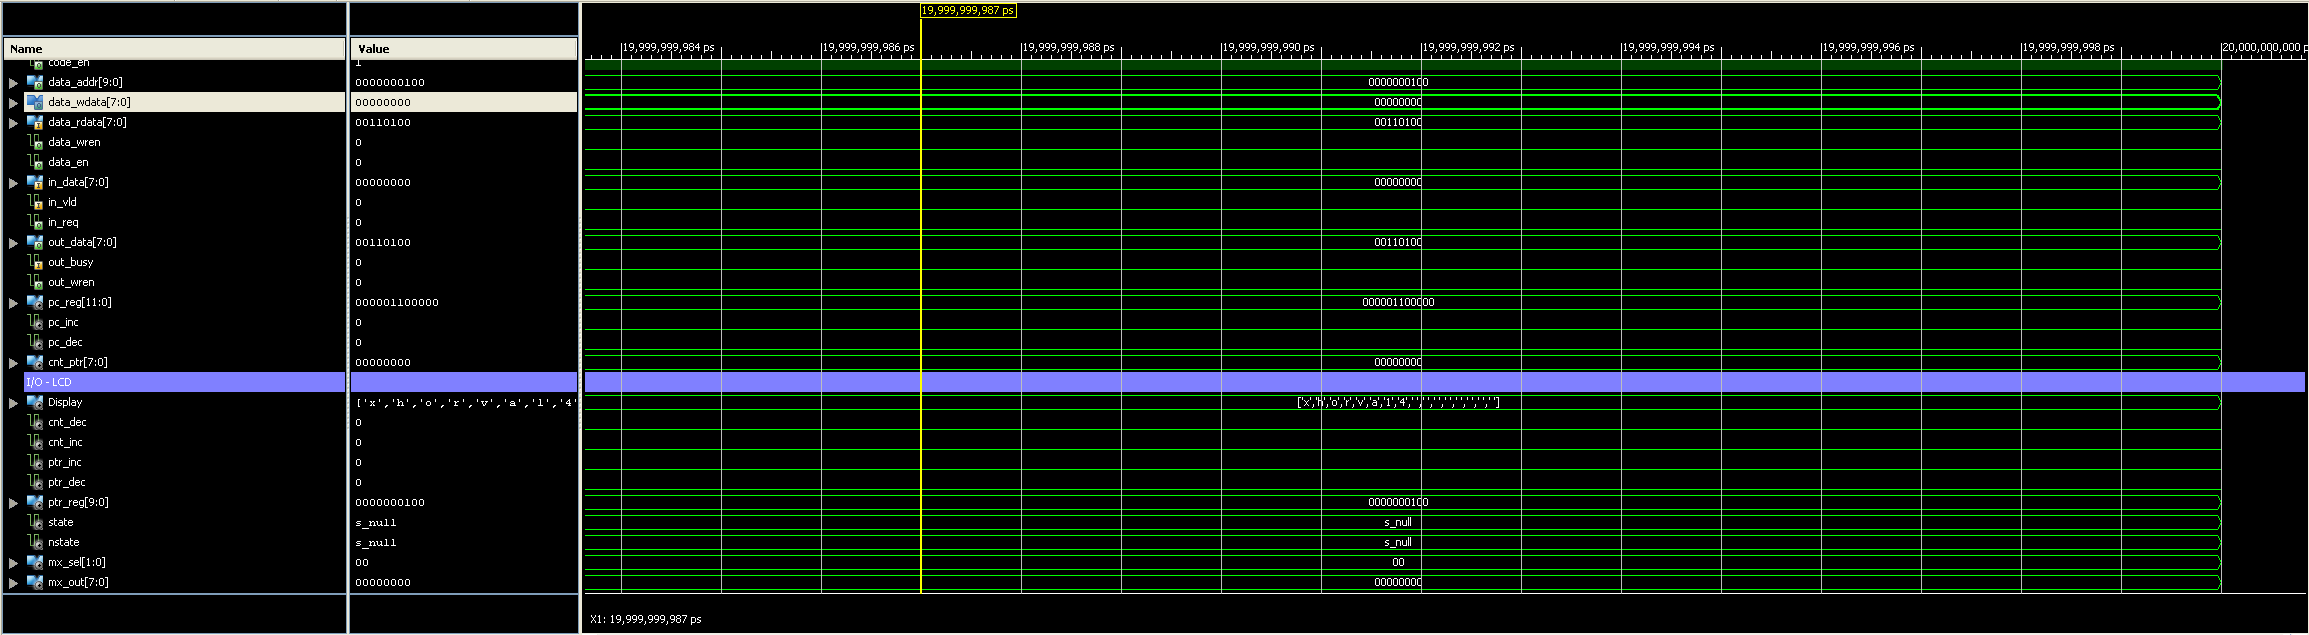 19,999,999,987 ps
19,999,999,984 ps 19,999,999,986 ps 19,999,999,988 ps 19,999,999,990 ps 19,999,999,992 ps 19,999,999,994 ps 19,999,999,996 ps 19,999,999,998 ps 20,000,000,000 p
Name Value
code_en 1
data_addr[9:0] 0000000100 0000000100
data_wdata[7:0] 00000000 00000000
data_rdata[7:0] 00110100 00110100
data_wren 0
data_en 0
in_data[7:0] 00000000 00000000
in_vld 0
in_req 0
out_data[7:0] 00110100 00110100
out_busy 0
out_wren 0
pc_reg[11:0] 000001100000 000001100000
pc_inc 0
pc_dec 0
cnt_ptr[7:0] 00000000 00000000
I/O - LCD
Display ['x','h','o','r','v','a','l','4' ['x','h','o','r','v','a','l','4',' ',' ',' ',' ',' ',' ',' ',' ']
cnt_dec 0
cnt_inc 0
ptr_inc 0
ptr_dec 0
ptr_reg[9:0] 0000000100 0000000100
state s_null s_null
nstate s_null s_null
mx_sel[1:0] 00 00
mx_out[7:0] 00000000 00000000
X1: 19,999,999,987 ps